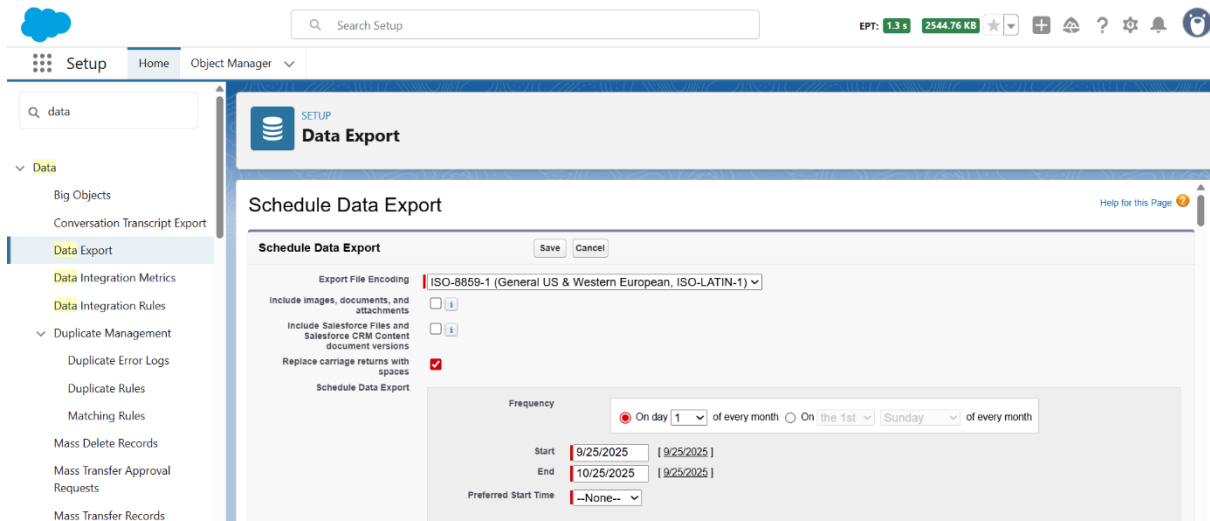 Search Setup
EPT: 1.3 s 2544.76 KB
Setup Home Object Manager
data
Data
Big Objects
Conversation Transcript Export
Data Export
Data Integration Metrics
Data Integration Rules
Duplicate Management
Duplicate Error Logs
Duplicate Rules
Matching Rules
Mass Delete Records
Mass Transfer Approval
Requests
Mass Transfer Records
SETUP
Data Export
Schedule Data Export
Help for this Page
Schedule Data Export Save Cancel
Export File Encoding ISO-8859-1 (General US & Western European, ISO-LATIN-1)
Include images, documents, and
attachments
Include Salesforce Files and
Salesforce CRM Content
document versions
Replace carriage returns with
spaces
Schedule Data Export
Frequency On day 1 of every month On the 1st Sunday of every month
Start 9/25/2025 [ 9/25/2025 ]
End 10/25/2025 [ 9/25/2025 ]
Preferred Start Time --None--